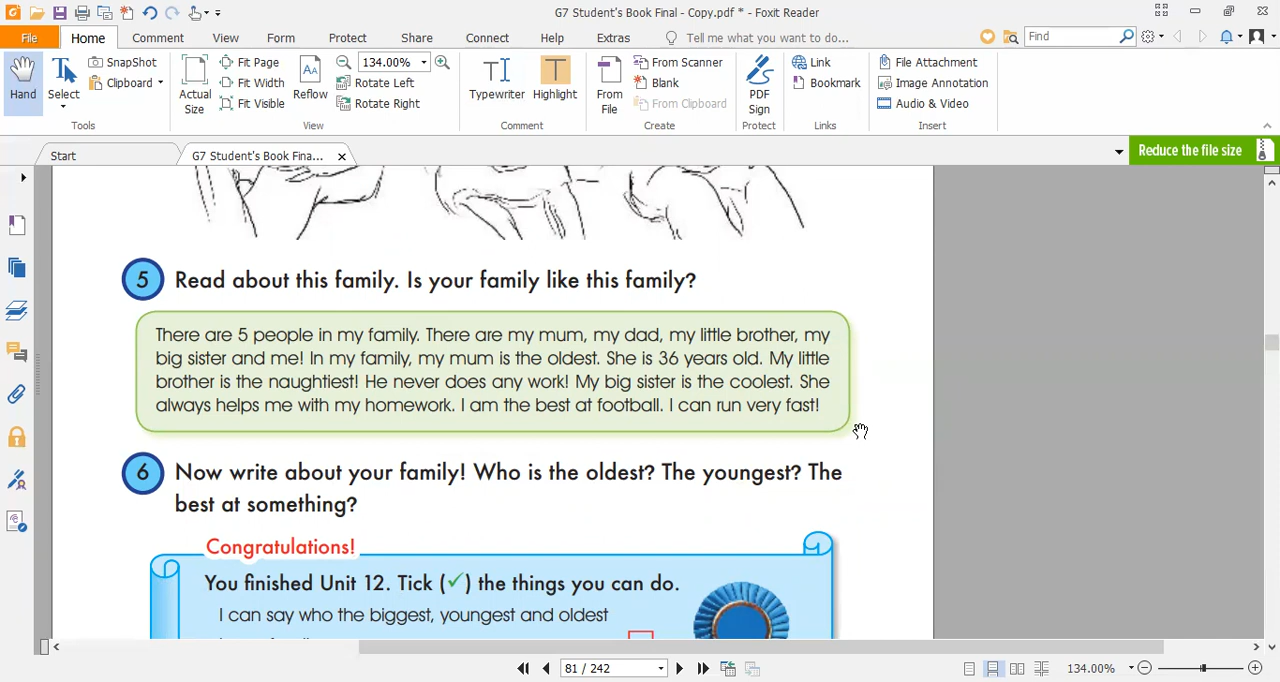 G7 Student's Book Final - Copy.pdf * - Foxit Reader
File Home Comment View Form Protect Share Connect Help Extras Tell me what you want to do... Find
Hand
Select
SnapShot
Clipboard
Tools
Actual Size
Fit Page
Fit Width
Fit Visible
Reflow
134.00%
Rotate Left
Rotate Right
View
Typewriter
Highlight
Comment
From File
From Scanner
Blank
From Clipboard
Create
PDF Sign
Protect
Link
Bookmark
Links
File Attachment
Image Annotation
Audio & Video
Insert
Start
G7 Student's Book Fina...
Reduce the file size
5 Read about this family. Is your family like this family?
There are 5 people in my family. There are my mum, my dad, my little brother, my
big sister and me! In my family, my mum is the oldest. She is 36 years old. My little
brother is the naughtiest! He never does any work! My big sister is the coolest. She
always helps me with my homework. I am the best at football. I can run very fast!
6 Now write about your family! Who is the oldest? The youngest? The
best at something?
Congratulations!
You finished Unit 12. Tick (✓) the things you can do.
I can say who the biggest, youngest and oldest
81 / 242
134.00%